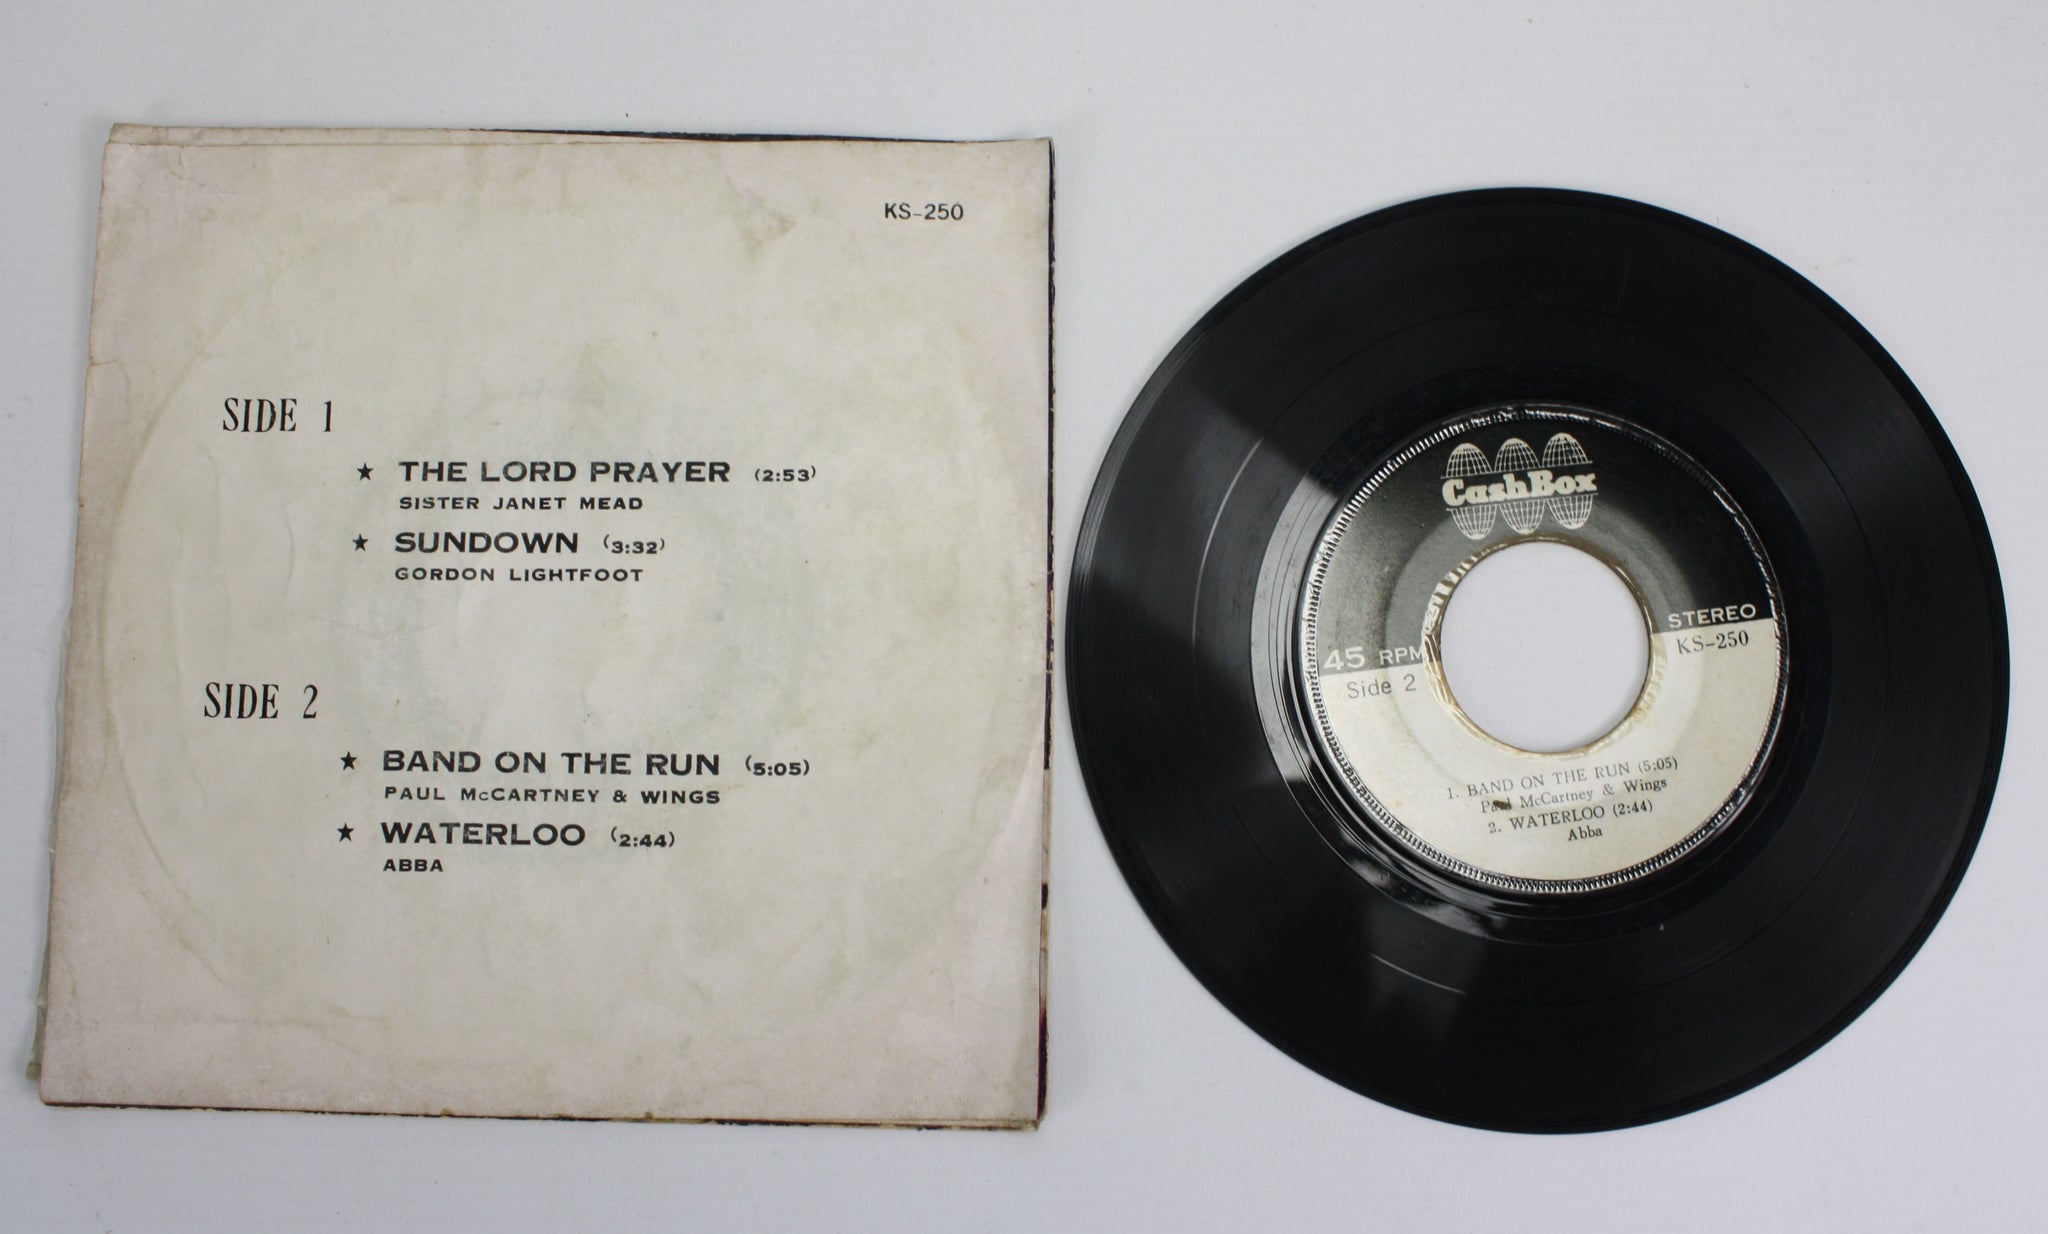 KS-250
SIDE 1
★ THE LORD PRAYER (2:53)
SISTER JANET MEAD
★ SUNDOWN (3:32)
GORDON LIGHTFOOT
SIDE 2
★ BAND ON THE RUN (5:05)
PAUL McCARTNEY & WINGS
★ WATERLOO (2:44)
ABBA
CashBox
STEREO
45 RPM
KS-250
Side 2
1. BAND ON THE RUN (5:05)
Paul McCartney & Wings
2. WATERLOO (2:44)
Abba